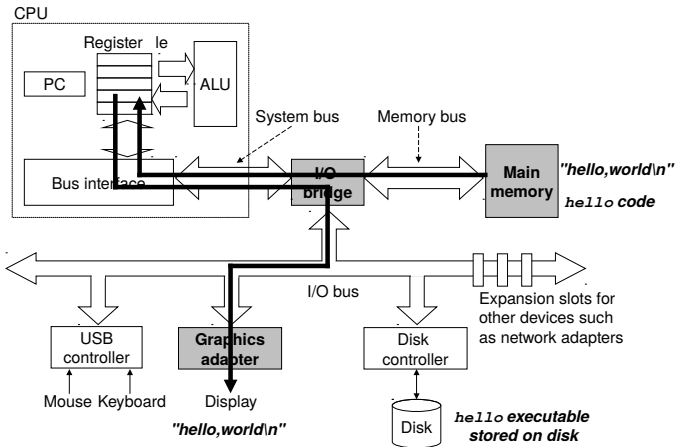 CPU
Register le
PC
ALU
System bus
Memory bus
Bus interface
I/O
bridge
Main
memory
"hello,world\n"
hello code
I/O bus
Expansion slots for
other devices such
as network adapters
USB
controller
Graphics
adapter
Disk
controller
Mouse Keyboard
Display
"hello,world\n"
Disk
hello executable
stored on disk